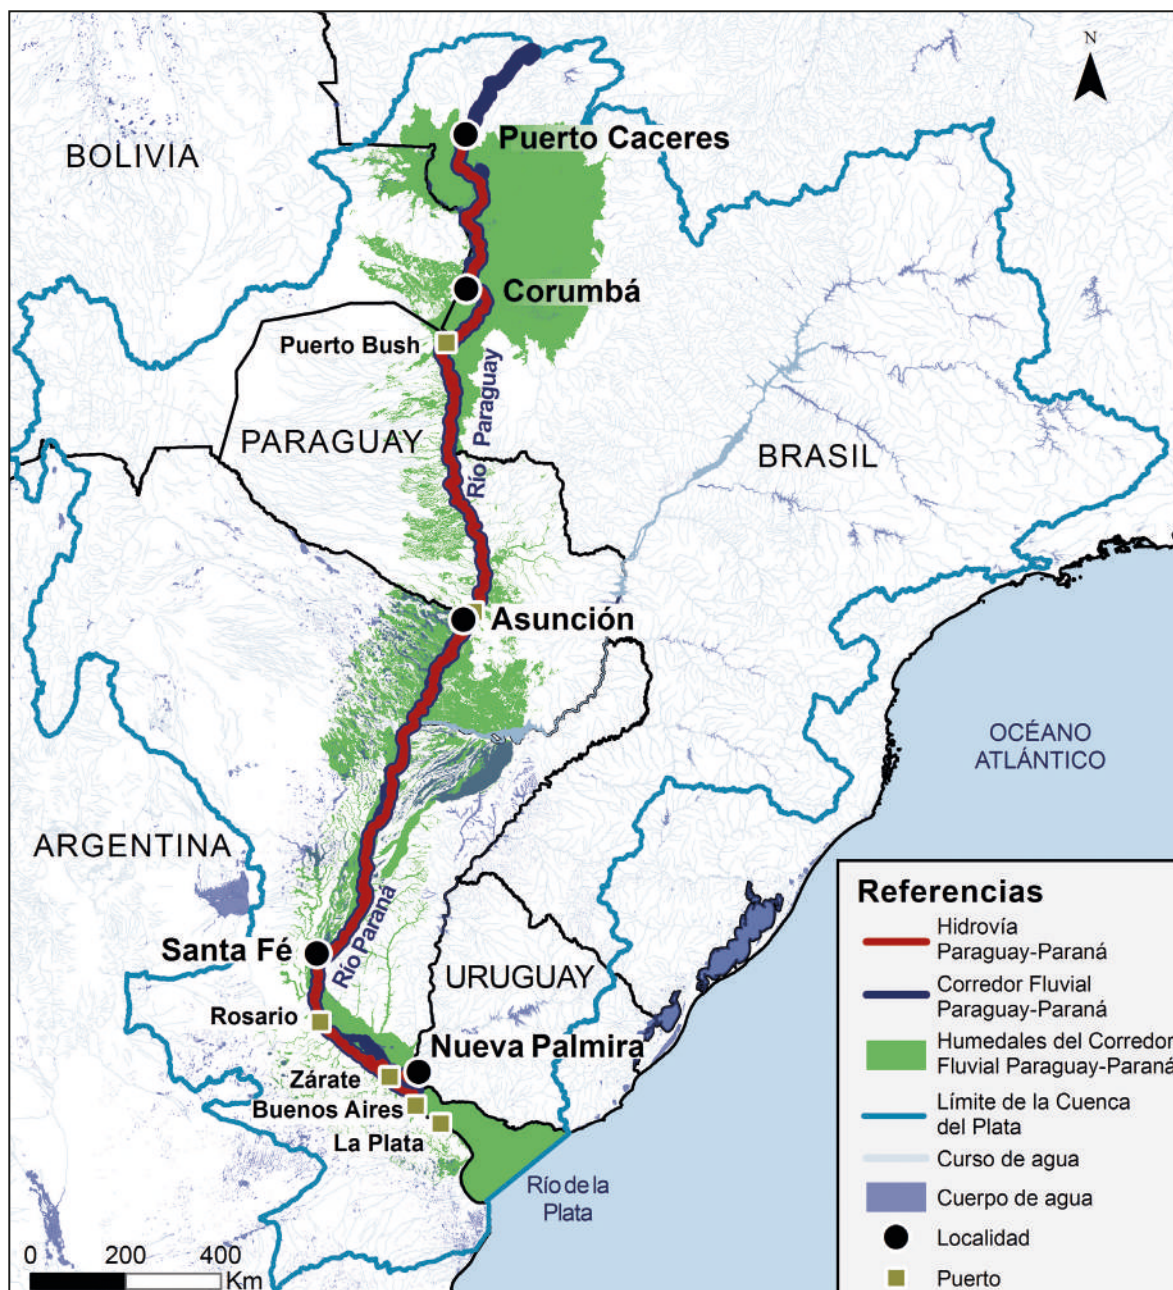 N
BOLIVIA
Puerto Caceres
Corumbá
Puerto Bush
Río Paraguay
PARAGUAY
BRASIL
Asunción
OCÉANO
ATLÁNTICO
ARGENTINA
Río Paraná
Santa Fé
URUGUAY
Rosario
Nueva Palmira
Zárate
Buenos Aires
La Plata
Río de la
Plata
0 200 400
Km
Referencias
Hidrovía
Paraguay-Paraná
Corredor Fluvial
Paraguay-Paraná
Humedales del Corredor
Fluvial Paraguay-Paraná
Límite de la Cuenca
del Plata
Curso de agua
Cuerpo de agua
Localidad
Puerto